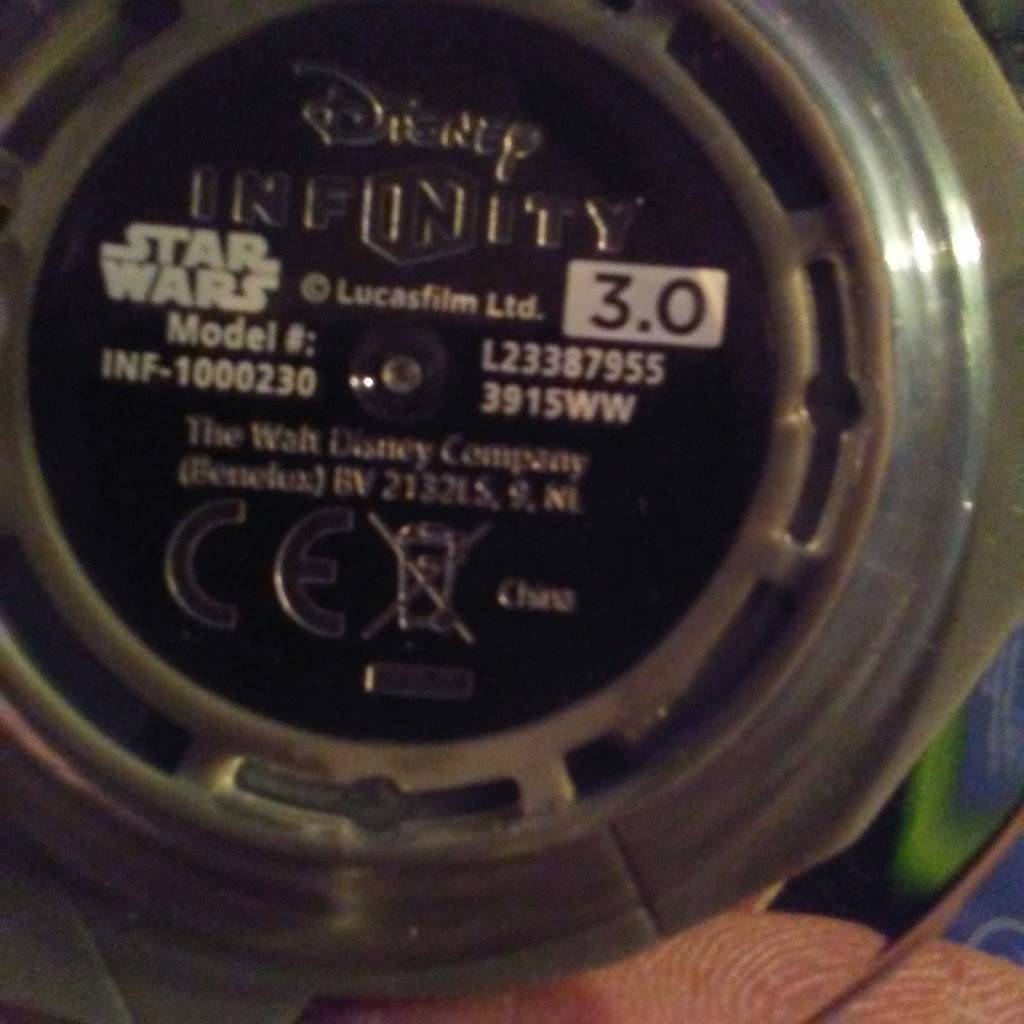 Disney
INFINITY
STAR WARS © Lucasfilm Ltd. 3.0
Model #:
INF-1000230
L23387955
3915WW
The Walt Disney Company
(Benelux) BV 2132LS, 9, NL
CE
China